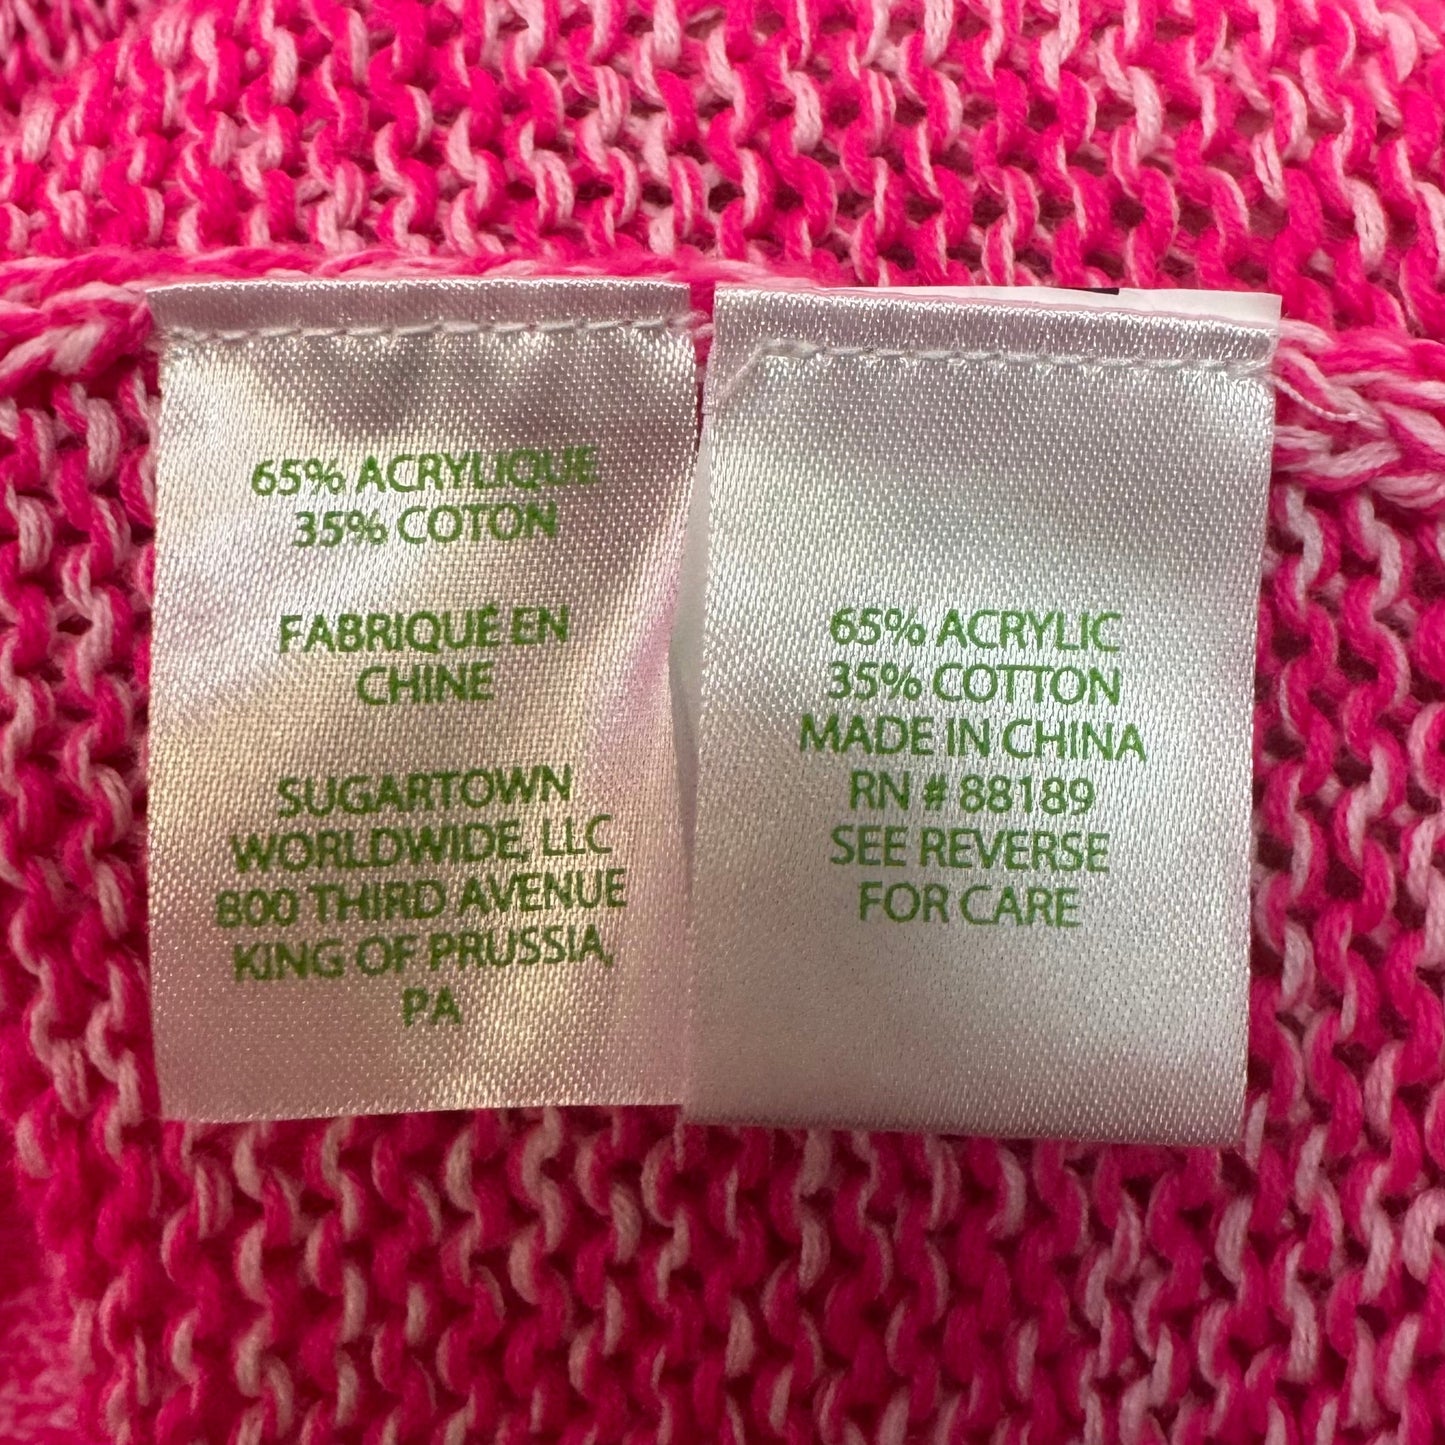 65% ACRYLIQUE
35% COTON
FABRIQUÉ EN
CHINE
SUGARTOWN
WORLDWIDE, LLC
800 THIRD AVENUE
KING OF PRUSSIA,
PA
65% ACRYLIC
35% COTTON
MADE IN CHINA
RN # 88189
SEE REVERSE
FOR CARE